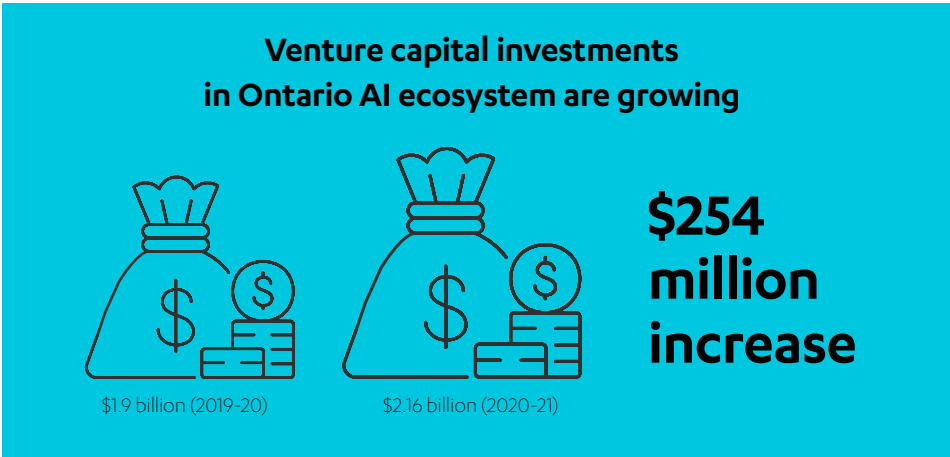 Venture capital investments
in Ontario AI ecosystem are growing
$
$
$
$
$254
million
increase
$1.9 billion (2019-20)
$2.16 billion (2020-21)